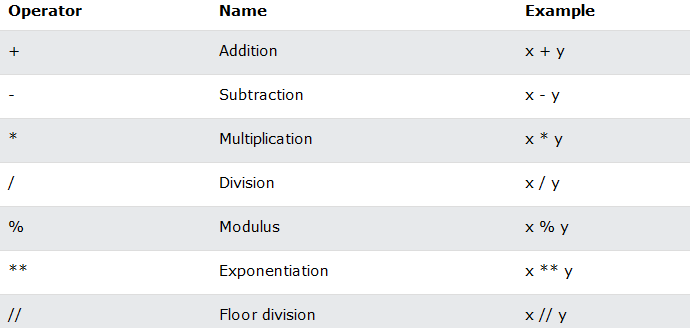 Operator Name Example
+ Addition x + y
- Subtraction x - y
* Multiplication x * y
/ Division x / y
% Modulus x % y
** Exponentiation x ** y
// Floor division x // y